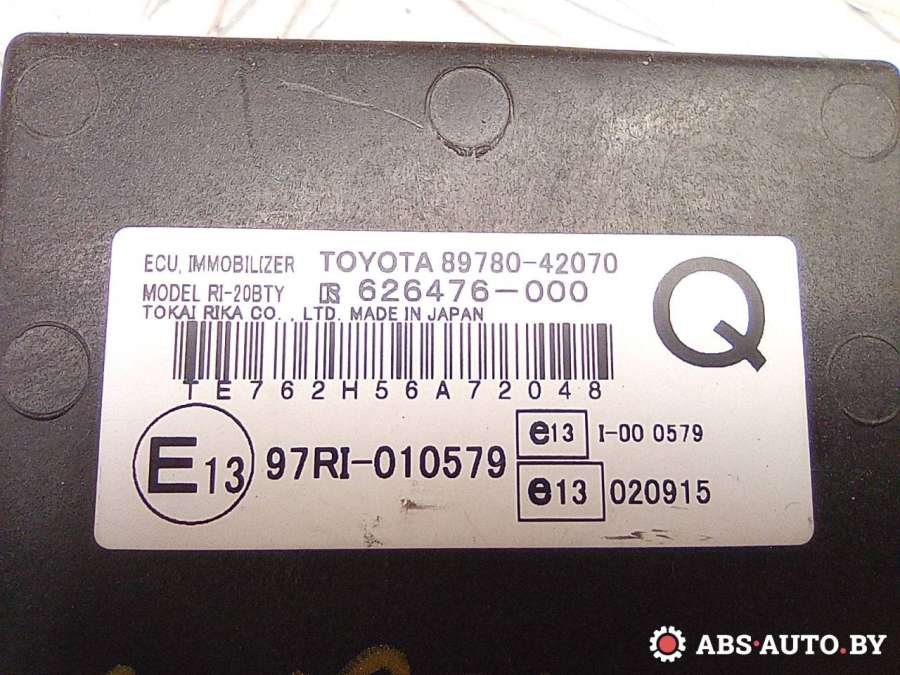 ECU, IMMOBILIZER TOYOTA 89780-42070
MODEL RI-20BTY 626476-000
TOKAI RIKA CO., LTD. MADE IN JAPAN
Q
TE762H56A72048
E13 97RI-010579
e13 I-00 0579
e13 020915
ABS-AUTO.BY